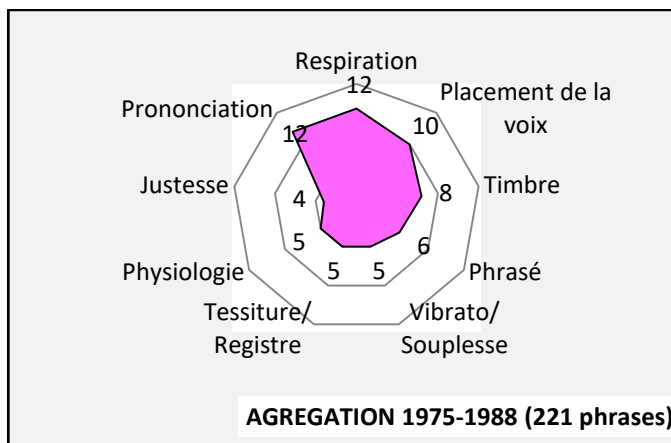 Respiration
12
Placement de la
voix
10
Prononciation
12
Timbre
8
Justesse
4
Phrasé
6
Physiologie
5
Vibrato/
Souplesse
5
Tessiture/
Registre
5
AGREGATION 1975-1988 (221 phrases)